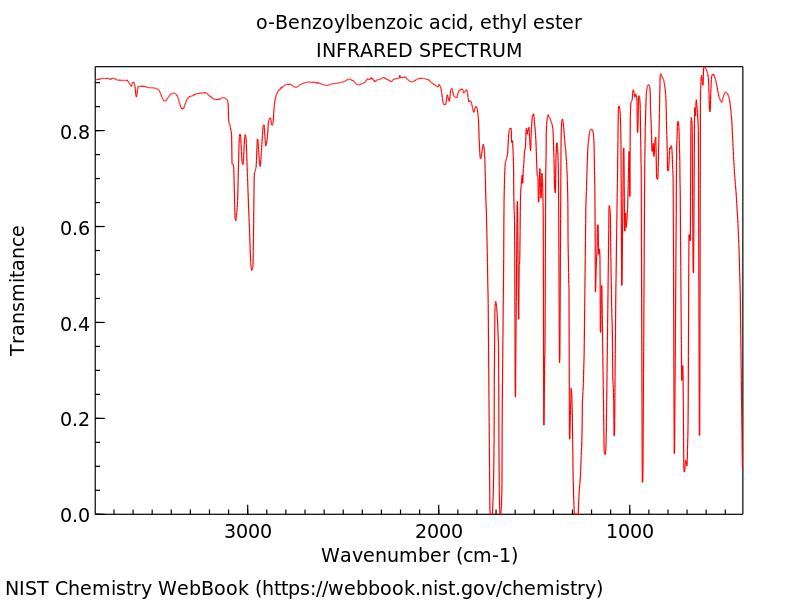 o-Benzoylbenzoic acid, ethyl ester
INFRARED SPECTRUM
0.8
0.6
0.4
0.2
0.0
Transmitance
3000 2000 1000
Wavenumber (cm-1)
NIST Chemistry WebBook (https://webbook.nist.gov/chemistry)